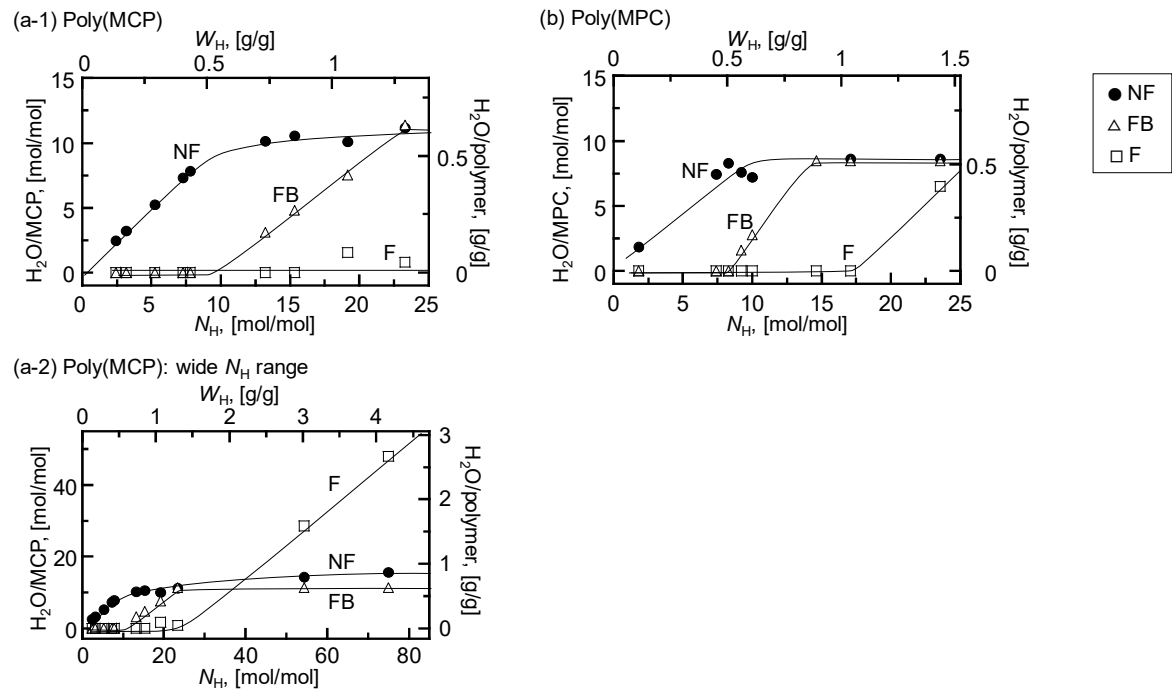 (a-1) Poly(MCP)
W_H, [g/g]
0 0.5 1
15
10
5
0
H₂O/MCP, [mol/mol]
NF
FB
F
0.5
0
H₂O/polymer, [g/g]
0 5 10 15 20 25
N_H, [mol/mol]
(b) Poly(MPC)
W_H, [g/g]
0 0.5 1 1.5
15
10
5
0
H₂O/MPC, [mol/mol]
NF
FB
F
0.5
0
H₂O/polymer, [g/g]
0 5 10 15 20 25
N_H, [mol/mol]
NF
FB
F
(a-2) Poly(MCP): wide N_H range
W_H, [g/g]
0 1 2 3 4
40
20
0
H₂O/MCP, [mol/mol]
F
NF
FB
3
2
1
0
H₂O/polymer, [g/g]
0 20 40 60 80
N_H, [mol/mol]